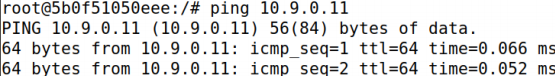 root@5b0f51050eee:/# ping 10.9.0.11
PING 10.9.0.11 (10.9.0.11) 56(84) bytes of data.
64 bytes from 10.9.0.11: icmp_seq=1 ttl=64 time=0.066 ms
64 bytes from 10.9.0.11: icmp_seq=2 ttl=64 time=0.052 ms